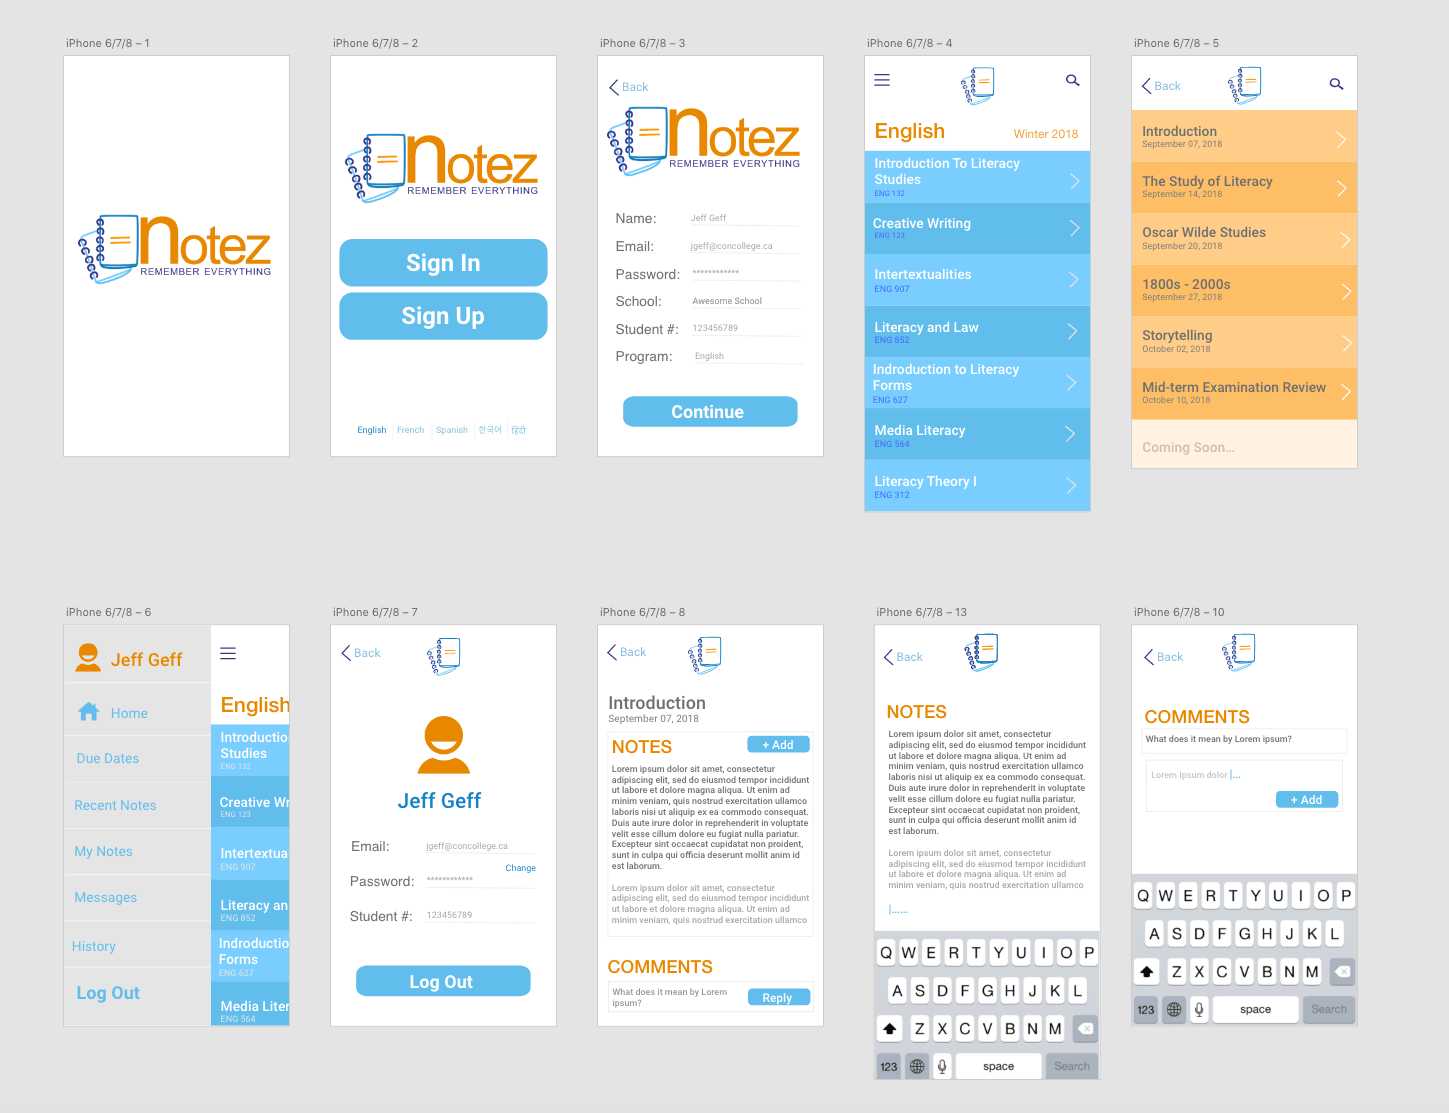 iPhone 6/7/8 – 1
notez
REMEMBER EVERYTHING
iPhone 6/7/8 – 2
notez
REMEMBER EVERYTHING
Sign In
Sign Up
English French Spanish 한국어 हिंदी
iPhone 6/7/8 – 3
Back
notez
REMEMBER EVERYTHING
Name: Jeff Geff
Email: jgeff@concollege.ca
Password: ************
School: Awesome School
Student #: 123456789
Program: English
Continue
iPhone 6/7/8 – 4
English Winter 2018
Introduction To Literacy
Studies
ENG 132
Creative Writing
ENG 123
Intertextualities
ENG 907
Literacy and Law
ENG 852
Indroduction to Literacy
Forms
ENG 627
Media Literacy
ENG 564
Literacy Theory I
ENG 312
iPhone 6/7/8 – 5
Back
Introduction
September 07, 2018
The Study of Literacy
September 14, 2018
Oscar Wilde Studies
September 20, 2018
1800s - 2000s
September 27, 2018
Storytelling
October 02, 2018
Mid-term Examination Review
October 10, 2018
Coming Soon...
iPhone 6/7/8 – 6
Jeff Geff
Home
Due Dates
Recent Notes
My Notes
Messages
History
Log Out
English
Introductio
Studies
ENG 132
Creative Wr
ENG 123
Intertextua
ENG 907
Literacy an
ENG 852
Indroductio
Forms
ENG 627
Media Liter
ENG 564
iPhone 6/7/8 – 7
Back
Jeff Geff
Email: jgeff@concollege.ca
Change
Password: ************
Student #: 123456789
Log Out
iPhone 6/7/8 – 8
Back
Introduction
September 07, 2018
NOTES + Add
Lorem ipsum dolor sit amet, consectetur
adipiscing elit, sed do eiusmod tempor incididunt
ut labore et dolore magna aliqua. Ut enim ad
minim veniam, quis nostrud exercitation ullamco
laboris nisi ut aliquip ex ea commodo consequat.
Duis aute irure dolor in reprehenderit in voluptate
velit esse cillum dolore eu fugiat nulla pariatur.
Excepteur sint occaecat cupidatat non proident,
sunt in culpa qui officia deserunt mollit anim id
est laborum.
Lorem ipsum dolor sit amet, consectetur
adipiscing elit, sed do eiusmod tempor incididunt
ut labore et dolore magna aliqua. Ut enim ad
minim veniam, quis nostrud exercitation ullamco
COMMENTS
What does it mean by Lorem
ipsum?
Reply
iPhone 6/7/8 – 13
Back
NOTES
Lorem ipsum dolor sit amet, consectetur
adipiscing elit, sed do eiusmod tempor incididunt
ut labore et dolore magna aliqua. Ut enim ad
minim veniam, quis nostrud exercitation ullamco
laboris nisi ut aliquip ex ea commodo consequat.
Duis aute irure dolor in reprehenderit in voluptate
velit esse cillum dolore eu fugiat nulla pariatur.
Excepteur sint occaecat cupidatat non proident,
sunt in culpa qui officia deserunt mollit anim id
est laborum.
Lorem ipsum dolor sit amet, consectetur
adipiscing elit, sed do eiusmod tempor incididunt
ut labore et dolore magna aliqua. Ut enim ad
minim veniam, quis nostrud exercitation ullamco
|......
Q W E R T Y U I O P
A S D F G H J K L
Z X C V B N M
123 space Search
iPhone 6/7/8 – 10
Back
COMMENTS
What does it mean by Lorem ipsum?
Lorem ipsum dolor |...
+ Add
Q W E R T Y U I O P
A S D F G H J K L
Z X C V B N M
123 space Search